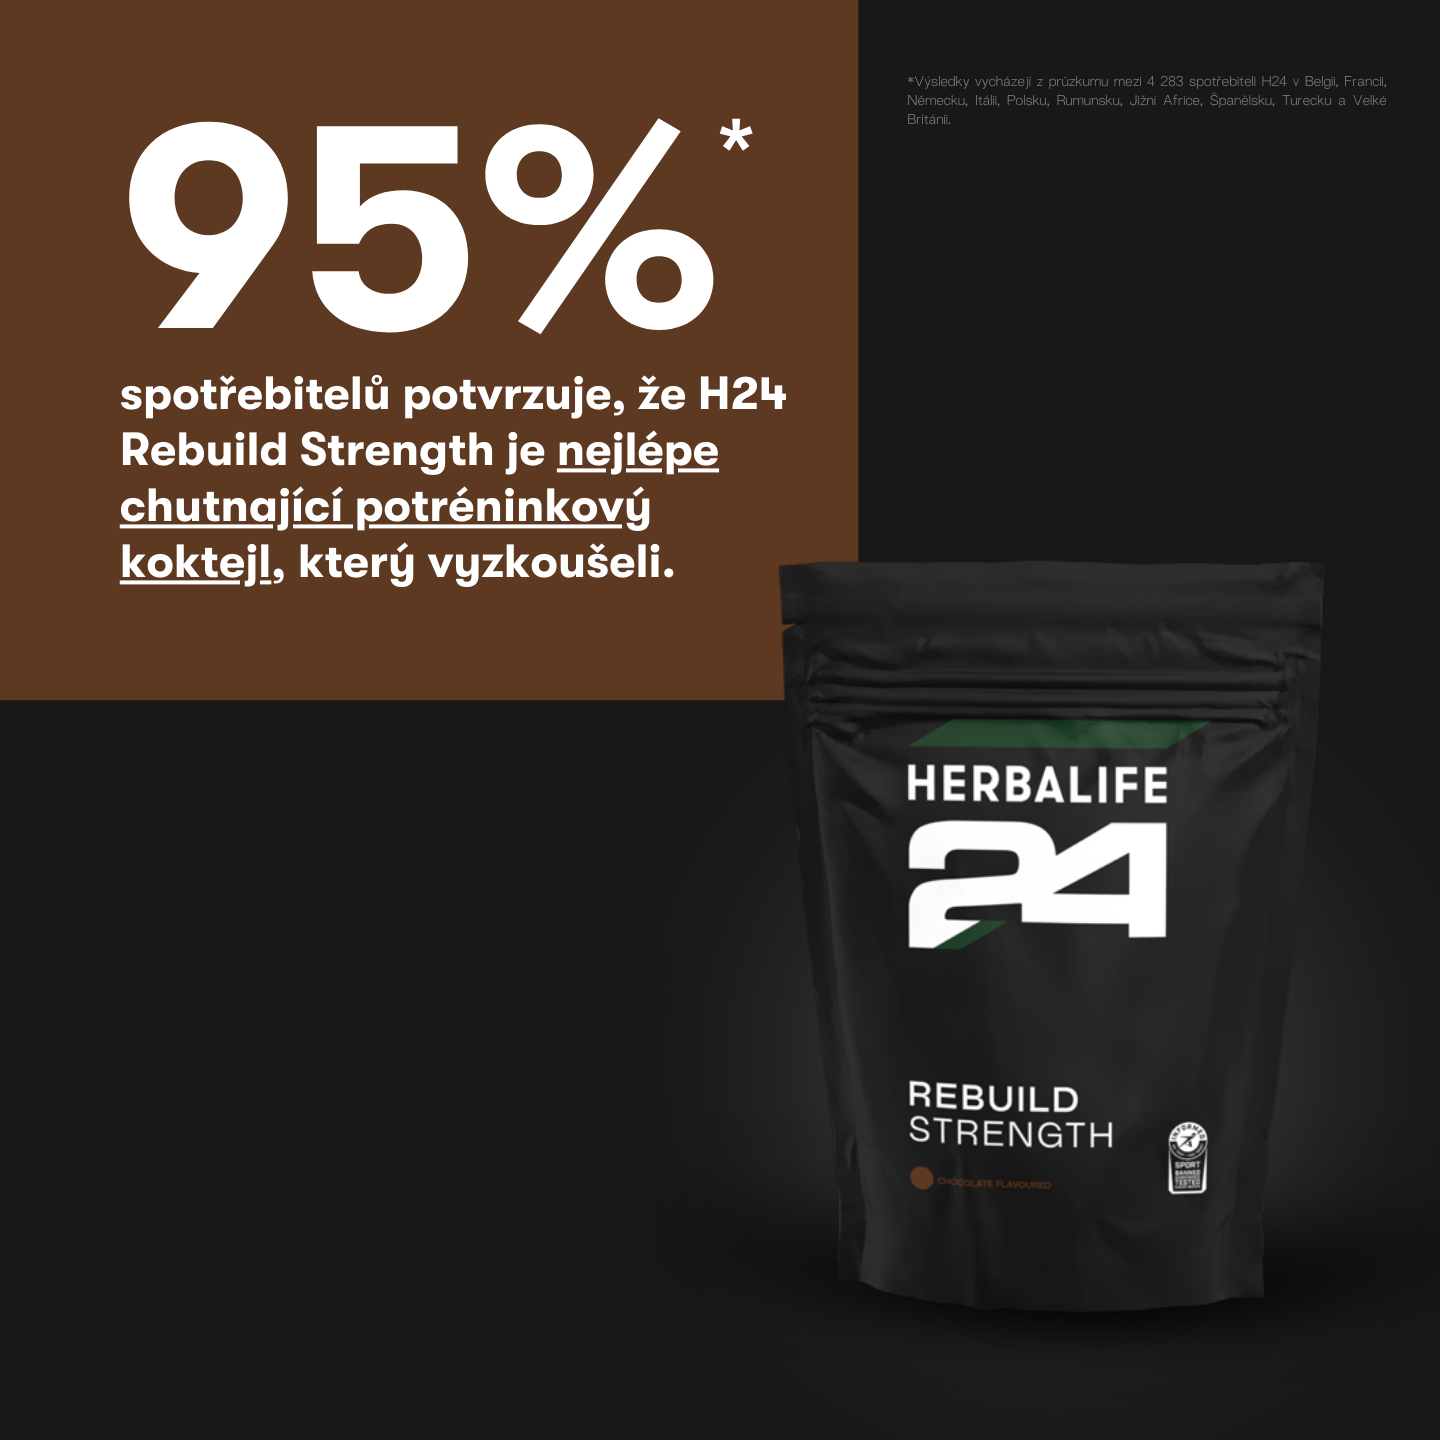 95%*
spotřebitelů potvrzuje, že H24
Rebuild Strength je nejlépe
chutnající potréninkový
koktejl, který vyzkoušeli.
*Výsledky vycházejí z průzkumu mezi 4 283 spotřebiteli H24 v Belgii, Francii,
Německu, Itálii, Polsku, Rumunsku, Jižní Africe, Španělsku, Turecku a Velké
Británii.
HERBALIFE
24
REBUILD
STRENGTH
CHOCOLATE FLAVOURED
INFORMED
SPORT
BANNED
TESTED